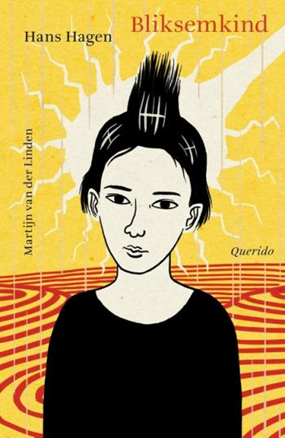 Bliksemkind
Hans Hagen
Martijn van der Linden
Querido